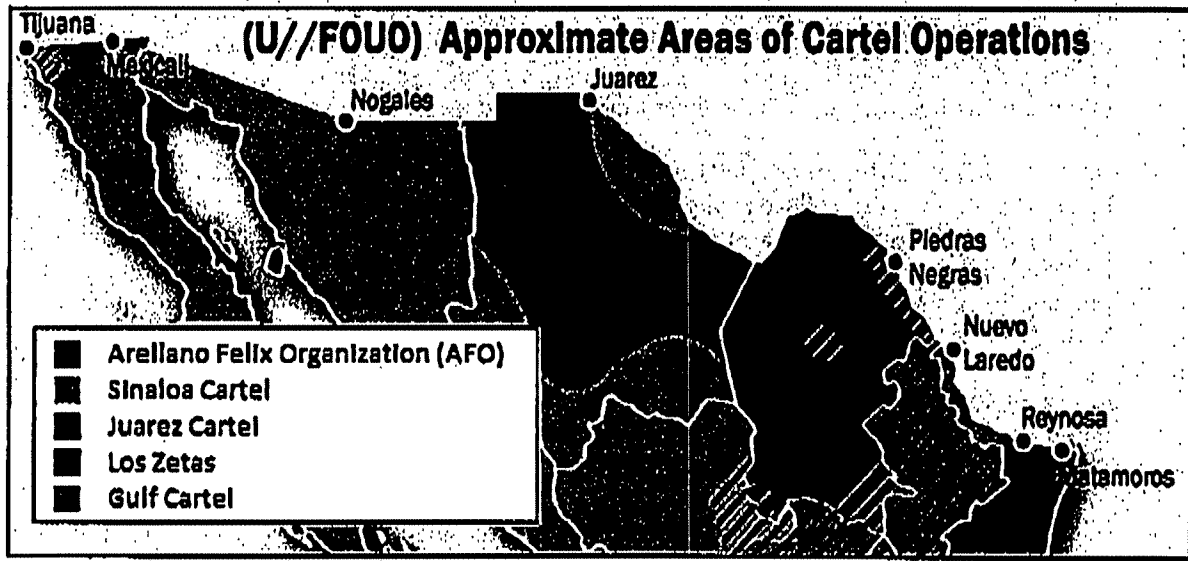 Tijuana
(U//FOUO) Approximate Areas of Cartel Operations
Mexicali
Juarez
Nogales
Piedras
Negras
Nuevo
Laredo
Reynosa
Matamoros
Arellano Felix Organization (AFO)
Sinaloa Cartel
Juarez Cartel
Los Zetas
Gulf Cartel